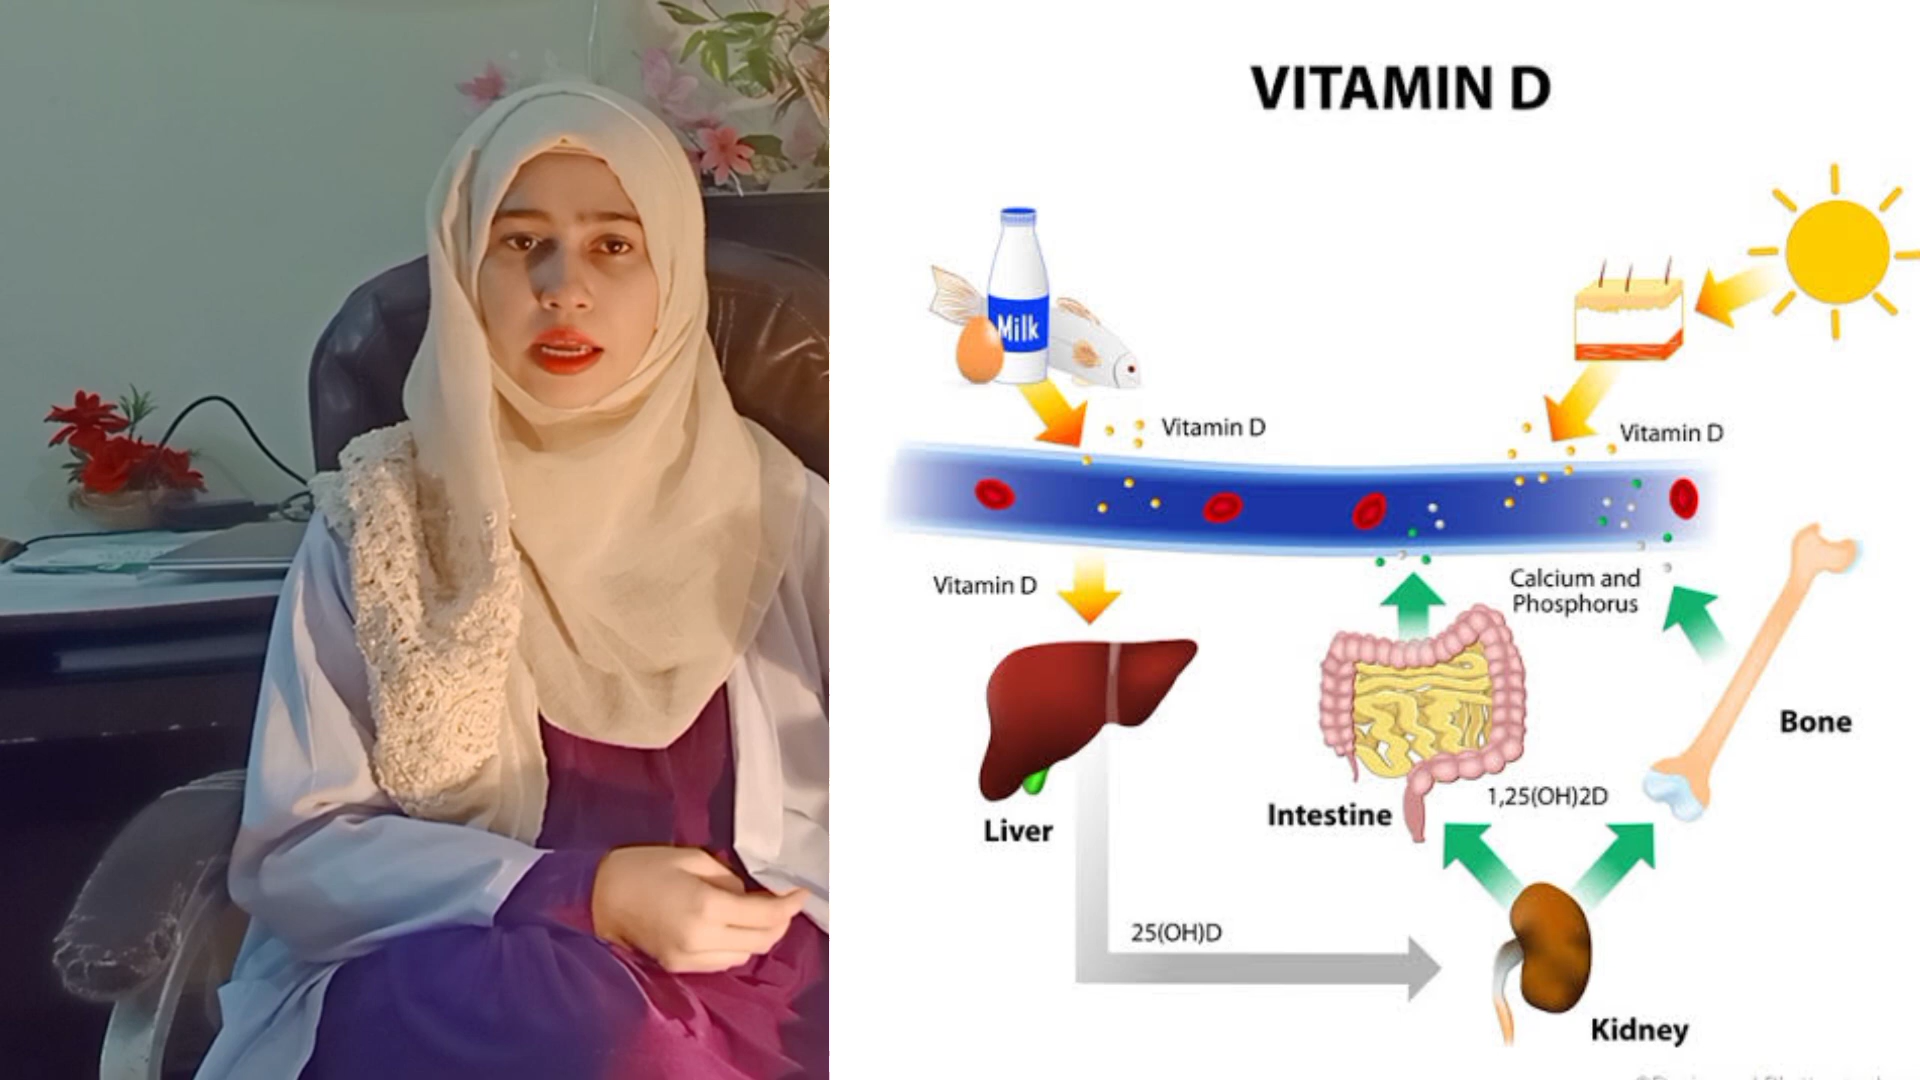 VITAMIN D
Milk
Vitamin D
Vitamin D
Vitamin D
Calcium and
Phosphorus
Bone
1,25(OH)2D
Intestine
Liver
25(OH)D
Kidney